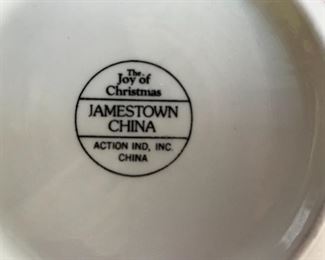 The
Joy of
Christmas
JAMESTOWN
CHINA
ACTION IND, INC.
CHINA